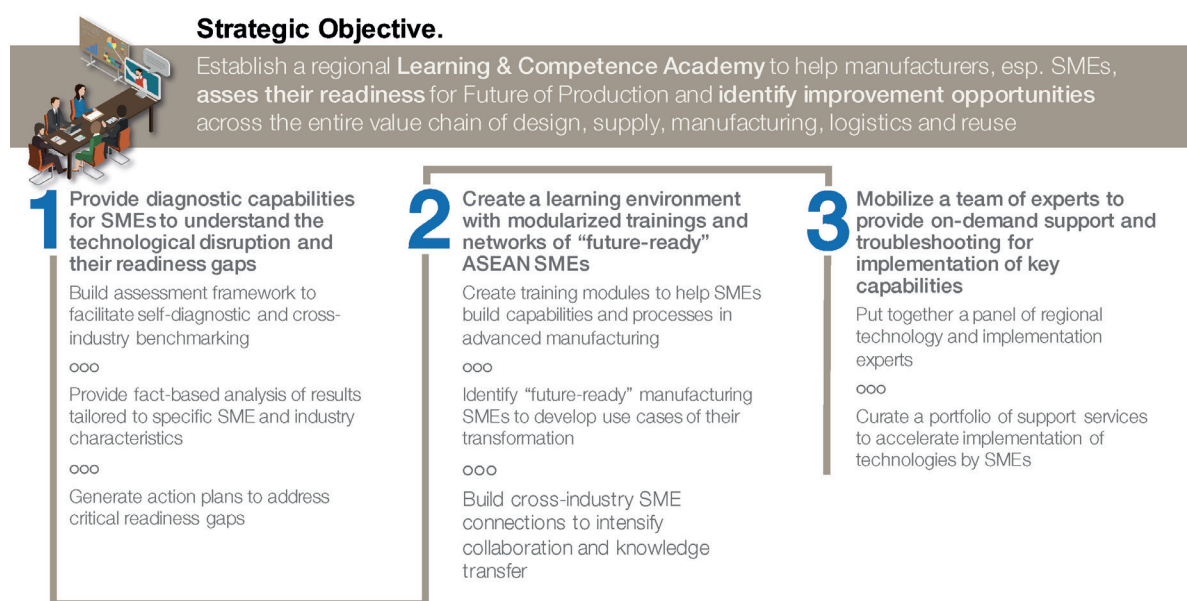 Strategic Objective.
Establish a regional Learning & Competence Academy to help manufacturers, esp. SMEs,
asses their readiness for Future of Production and identify improvement opportunities
across the entire value chain of design, supply, manufacturing, logistics and reuse
1
Provide diagnostic capabilities
for SMEs to understand the
technological disruption and
their readiness gaps
Build assessment framework to
facilitate self-diagnostic and cross-
industry benchmarking
ooo
Provide fact-based analysis of results
tailored to specific SME and industry
characteristics
ooo
Generate action plans to address
critical readiness gaps
2
Create a learning environment
with modularized trainings and
networks of “future-ready”
ASEAN SMEs
Create training modules to help SMEs
build capabilities and processes in
advanced manufacturing
ooo
Identify “future-ready” manufacturing
SMEs to develop use cases of their
transformation
ooo
Build cross-industry SME
connections to intensify
collaboration and knowledge
transfer
3
Mobilize a team of experts to
provide on-demand support and
troubleshooting for
implementation of key
capabilities
Put together a panel of regional
technology and implementation
experts
ooo
Curate a portfolio of support services
to accelerate implementation of
technologies by SMEs